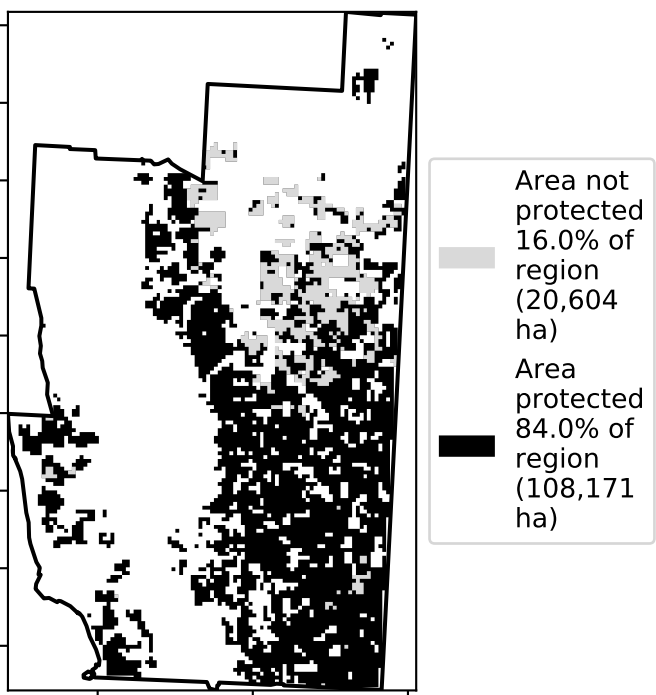 Area not
protected
16.0% of
region
(20,604
ha)
Area
protected
84.0% of
region
(108,171
ha)